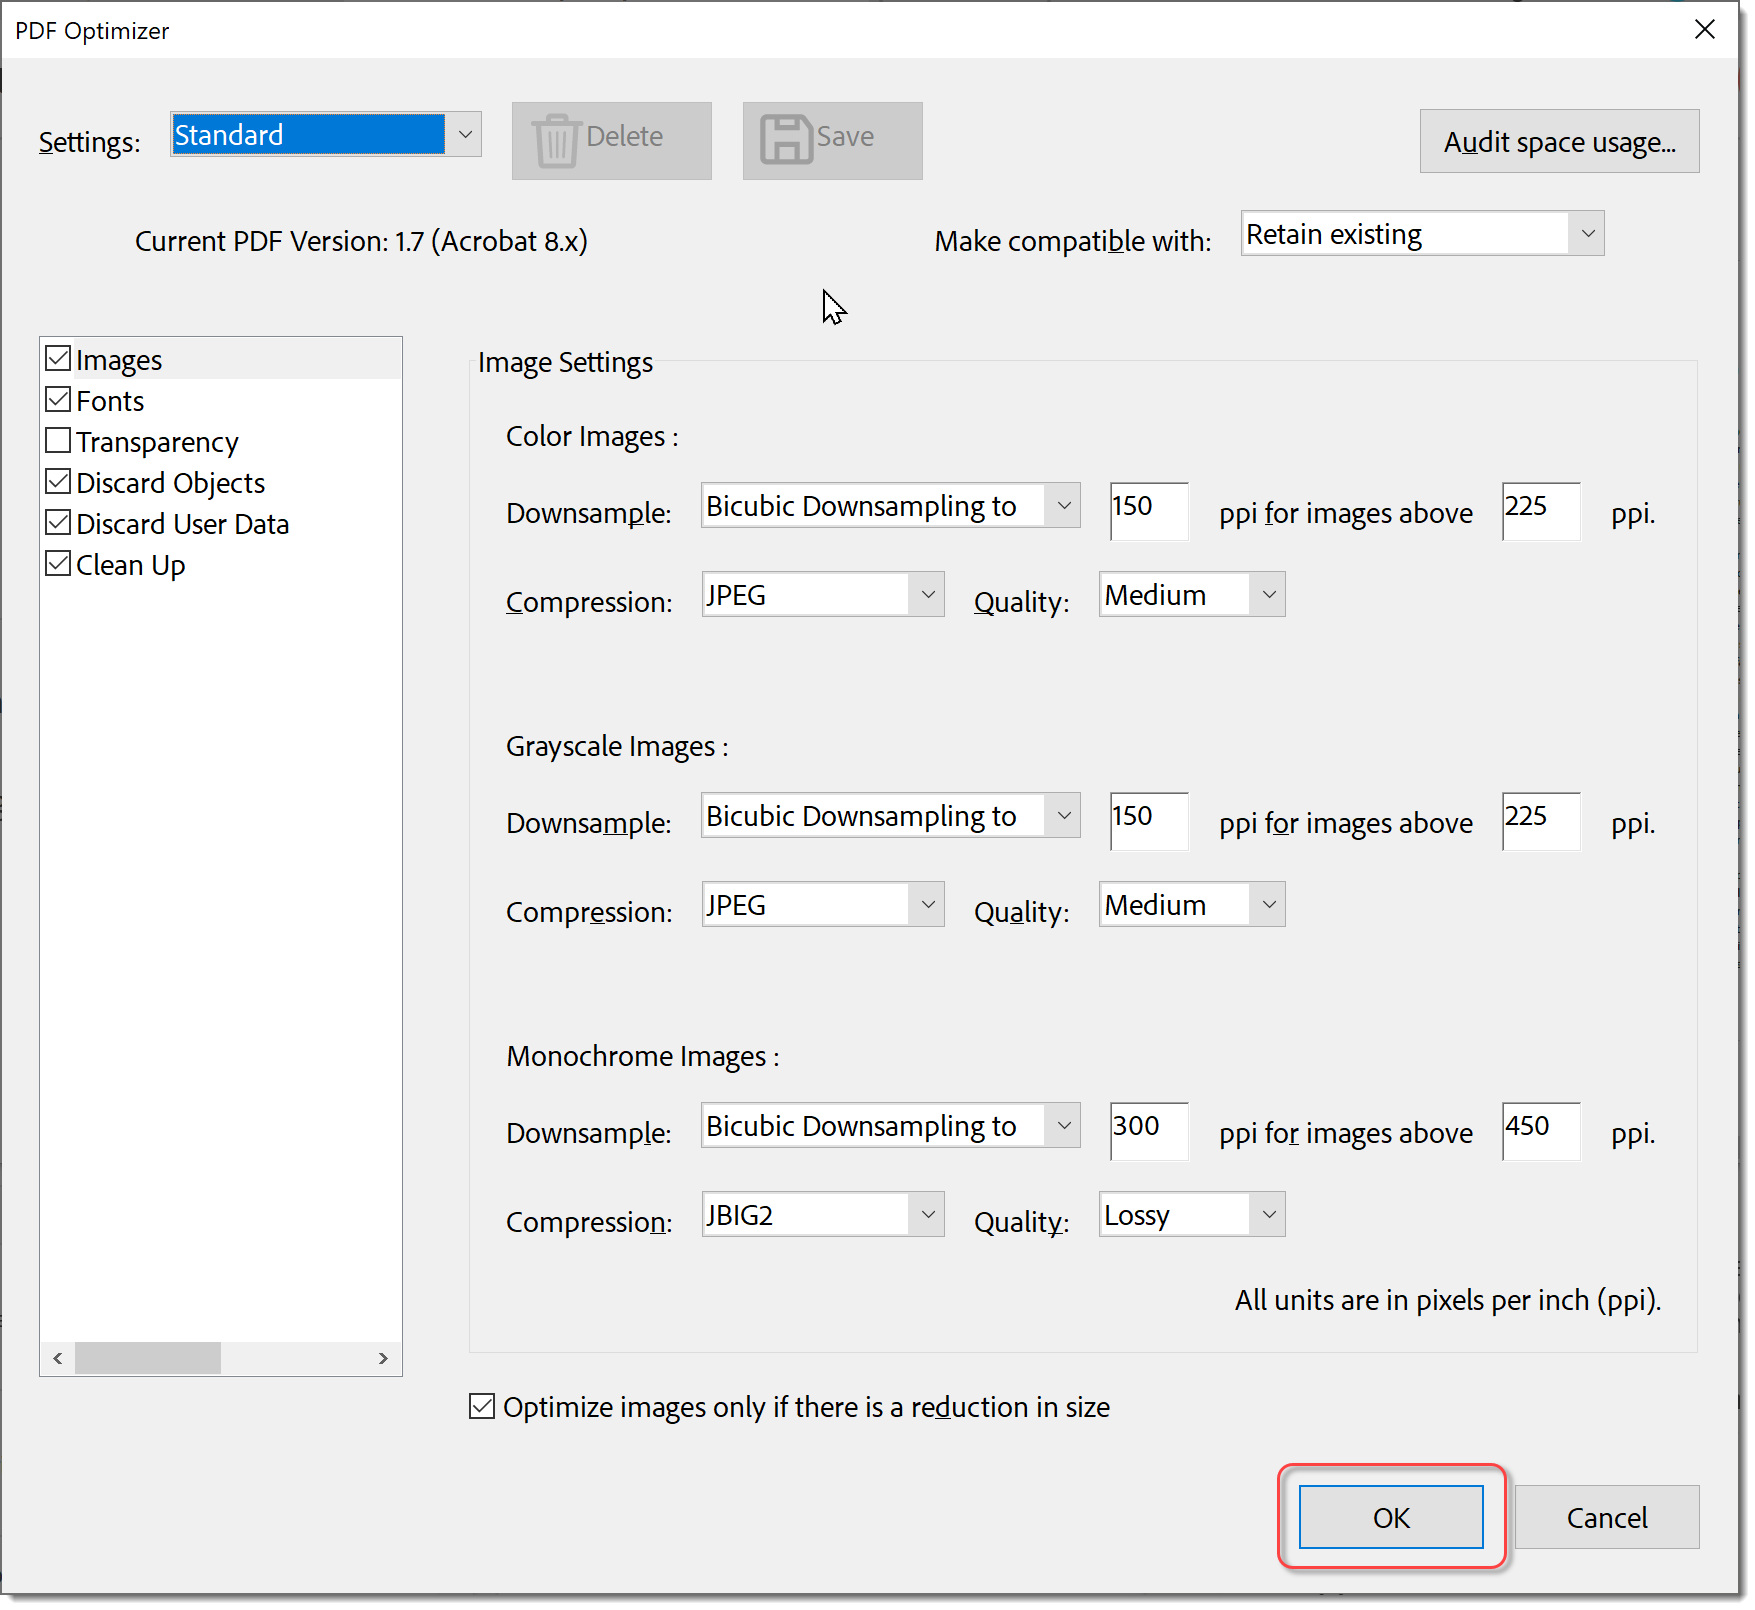 PDF Optimizer
Settings: Standard Delete Save Audit space usage...
Current PDF Version: 1.7 (Acrobat 8.x) Make compatible with: Retain existing
Images
Fonts
Transparency
Discard Objects
Discard User Data
Clean Up
Image Settings
Color Images :
Downsample: Bicubic Downsampling to 150 ppi for images above 225 ppi.
Compression: JPEG Quality: Medium
Grayscale Images :
Downsample: Bicubic Downsampling to 150 ppi for images above 225 ppi.
Compression: JPEG Quality: Medium
Monochrome Images :
Downsample: Bicubic Downsampling to 300 ppi for images above 450 ppi.
Compression: JBIG2 Quality: Lossy
All units are in pixels per inch (ppi).
Optimize images only if there is a reduction in size
OK Cancel